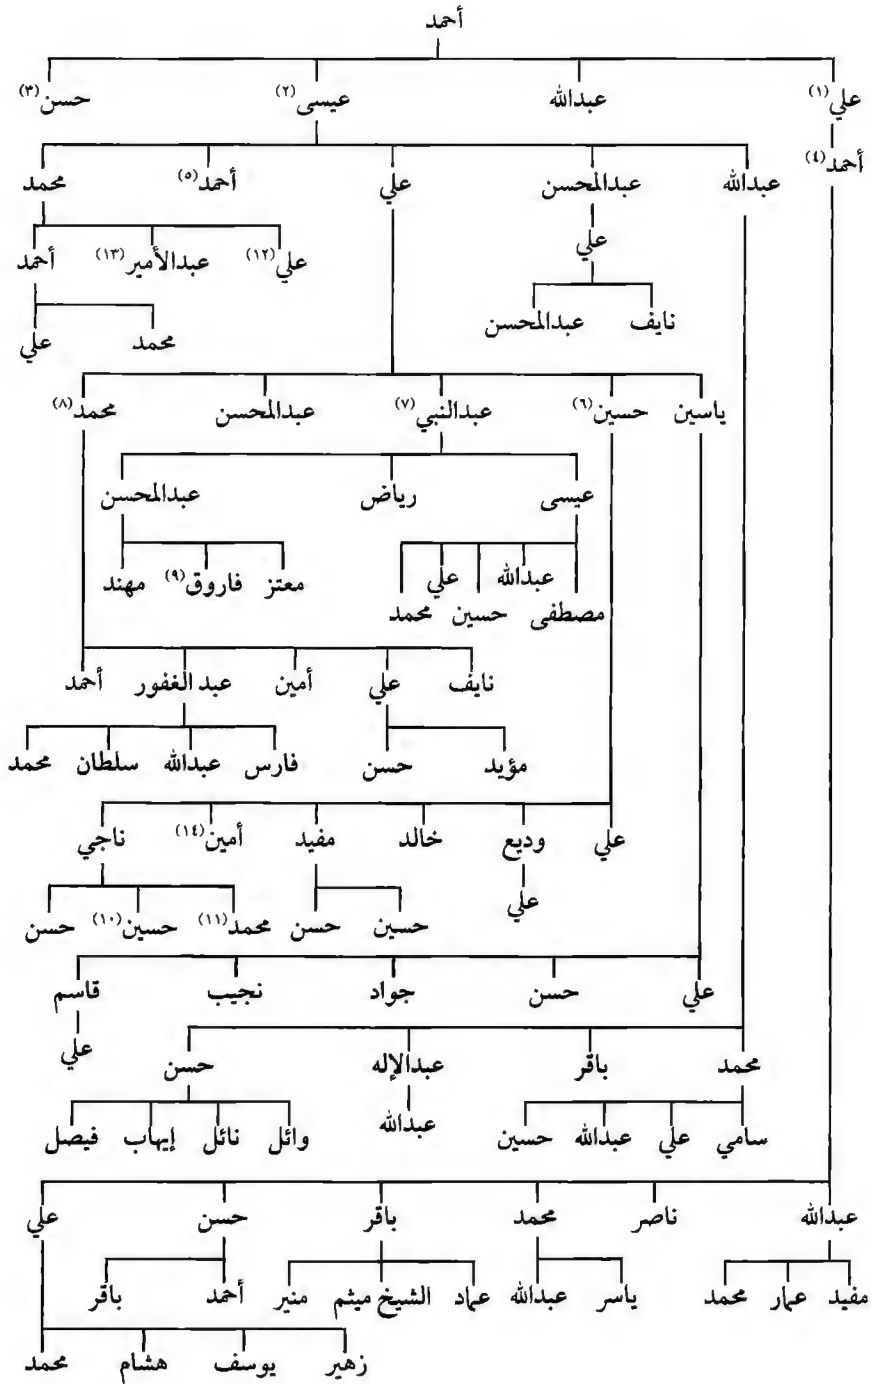 أحمد
علي (١) عبدالله عيسى (٢) حسن (٣)
أحمد (٤)
عبدالله عبدالمحسن علي أحمد (٥) محمد
علي علي (١٢) عبدالأمير (١٣) أحمد
نايف عبدالمحسن محمد علي
ياسين حسين (٦) عبدالنبي (٧) عبدالمحسن محمد (٨)
عيسى رياض عبدالمحسن
عبدالله علي معتز فاروق (٩) مهند
مصطفى حسين محمد
نايف علي أمين عبد الغفور أحمد
مؤيد حسن فارس عبدالله سلطان محمد
علي وديع خالد مفيد أمين (١٤) ناجي
علي حسين حسن محمد (١١) حسين (١٠) حسن
علي حسن جواد نجيب قاسم
علي
محمد باقر عبدالإله حسن
سامي علي عبدالله حسين عبدالله وائل نائل إيهاب فيصل
عبدالله ناصر محمد باقر حسن علي
مفيد عمار محمد ياسر عبدالله عماد الشيخ ميثم منير أحمد باقر
زهير يوسف هشام محمد